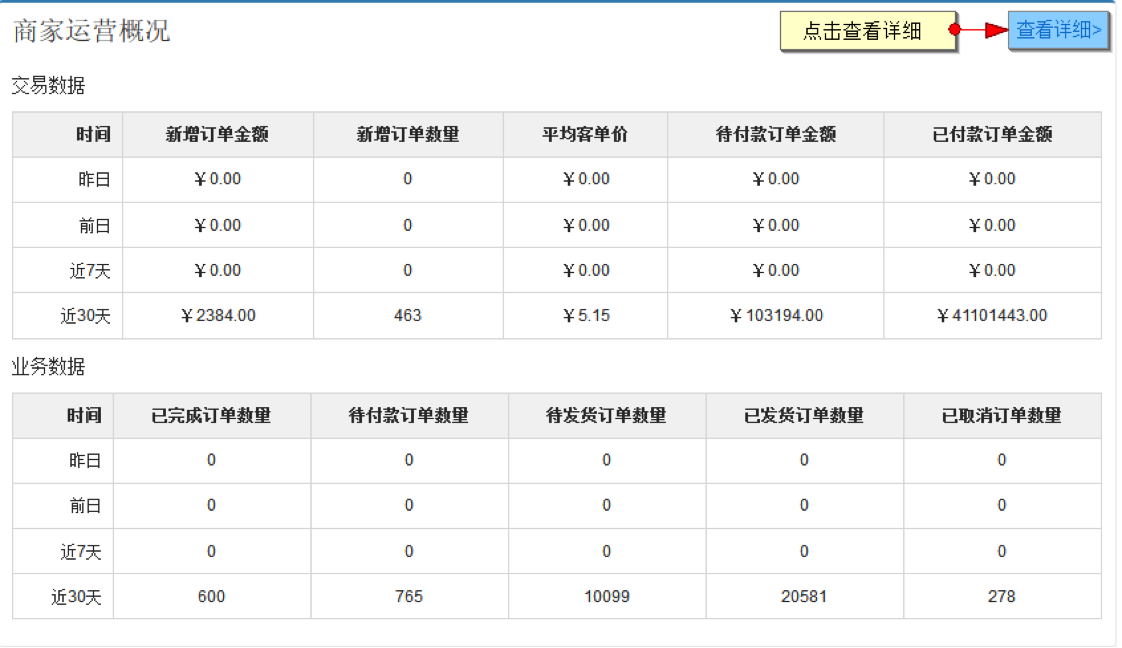 商家运营概况
点击查看详细
查看详细>
交易数据
时间 新增订单金额 新增订单数量 平均客单价 待付款订单金额 已付款订单金额
昨日 ￥0.00 0 ￥0.00 ￥0.00 ￥0.00
前日 ￥0.00 0 ￥0.00 ￥0.00 ￥0.00
近7天 ￥0.00 0 ￥0.00 ￥0.00 ￥0.00
近30天 ￥2384.00 463 ￥5.15 ￥103194.00 ￥41101443.00
业务数据
时间 已完成订单数量 待付款订单数量 待发货订单数量 已发货订单数量 已取消订单数量
昨日 0 0 0 0 0
前日 0 0 0 0 0
近7天 0 0 0 0 0
近30天 600 765 10099 20581 278